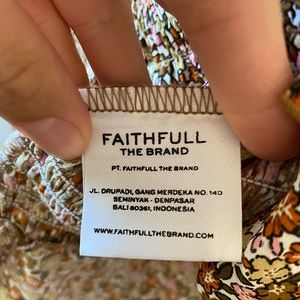 FAITHFULL
THE BRAND
PT. FAITHFULL THE BRAND
JL. DRUPADI, GANG MERDEKA NO. 14D
SEMINYAK - DENPASAR
BALI 80361, INDONESIA
WWW.FAITHFULLTHEBRAND.COM